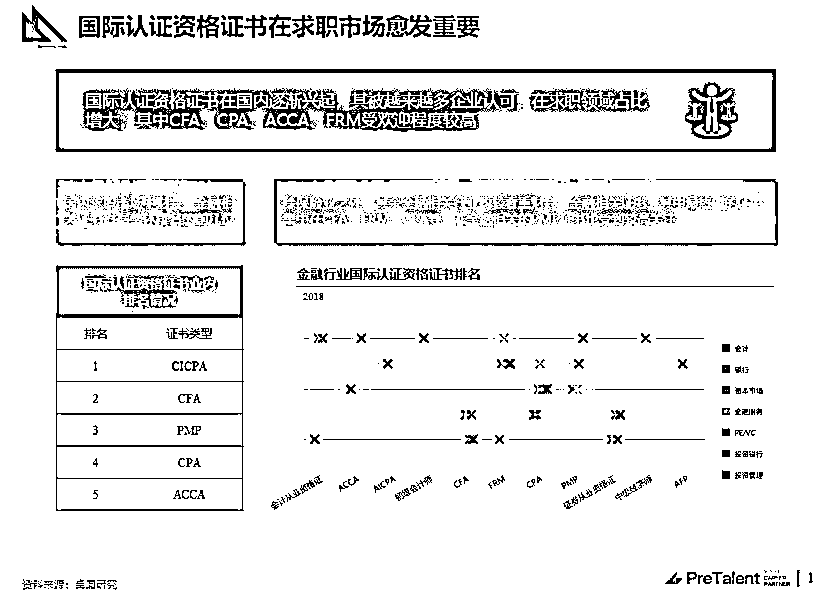 国际认证资格证书在求职市场愈发重要
国际认证资格证书在国内逐渐兴起，且被越来越多企业认可，在求职领域占比
增大，其中CFA、CPA、ACCA、FRM受欢迎程度较高
国际认证资格证书业内
排名情况
排名 证书类型
1 CICPA
2 CFA
3 PMP
4 CPA
5 ACCA
金融行业国际认证资格证书排名
2018
会计
银行
资本市场
金融服务
PE/VC
投资银行
投资管理
会计从业资格证
ACCA
AICPA
初级会计师
CFA
FRM
CPA
PMP
证券从业资格证
中级经济师
AFP
资料来源：桌面研究
PreTalent
CAREER
PARTNER
1